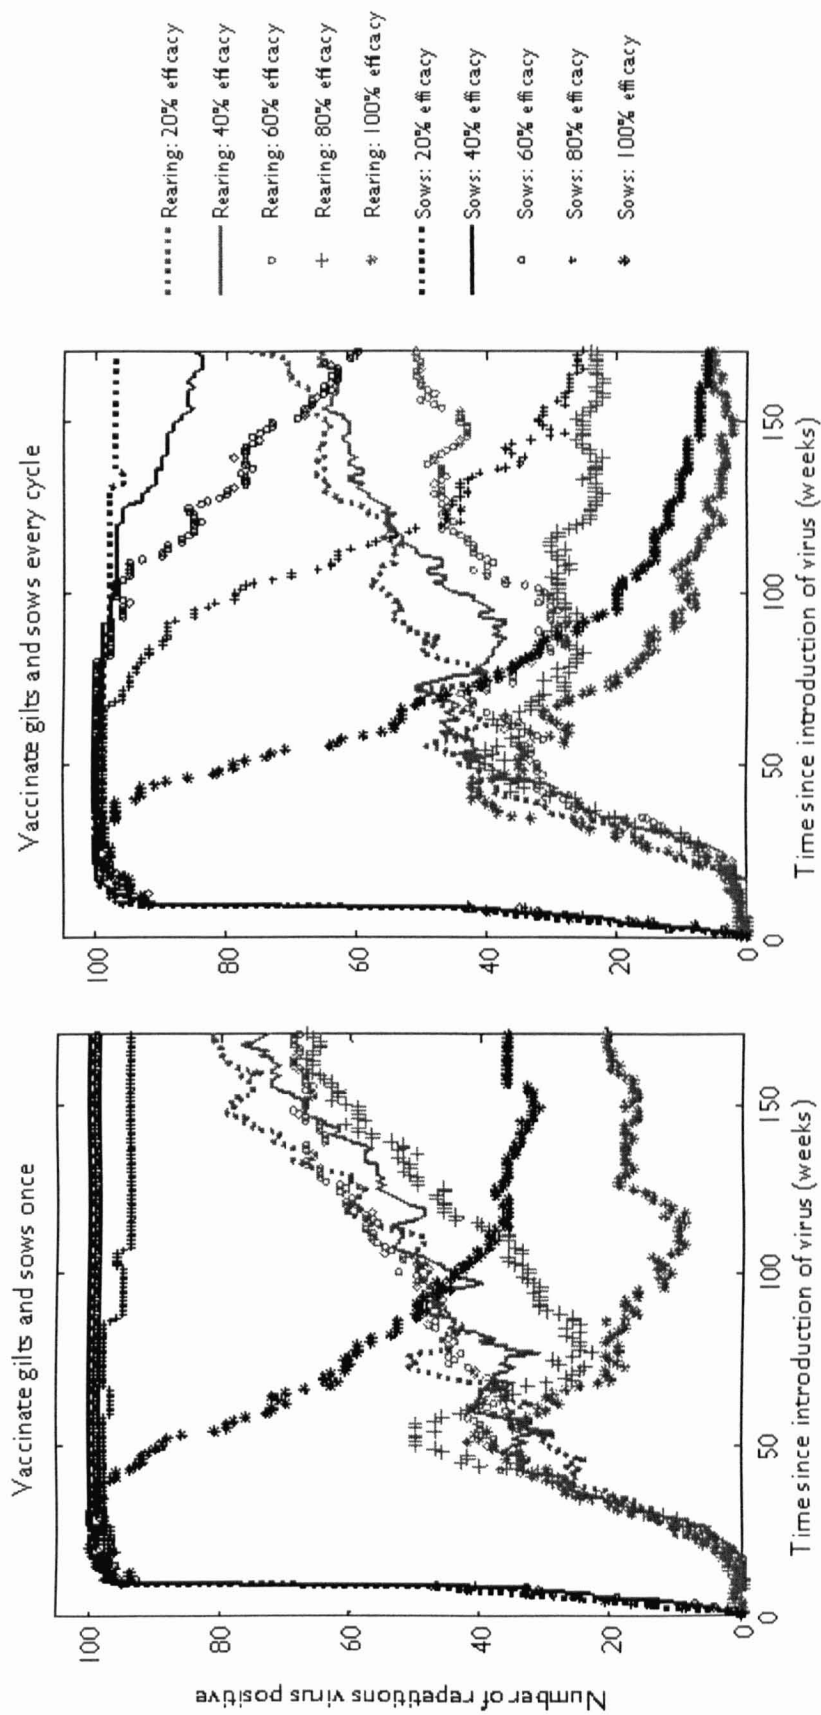 Vaccinate gilts and sows once
Number of repetitions virus positive
100
80
60
40
20
0
0
50
100
150
Time since introduction of virus (weeks)
Vaccinate gilts and sows every cycle
100
80
60
40
20
0
0
50
100
150
Time since introduction of virus (weeks)
Rearing: 20% efficacy
Rearing: 40% efficacy
Rearing: 60% efficacy
Rearing: 80% efficacy
Rearing: 100% efficacy
Sows: 20% efficacy
Sows: 40% efficacy
Sows: 60% efficacy
Sows: 80% efficacy
Sows: 100% efficacy